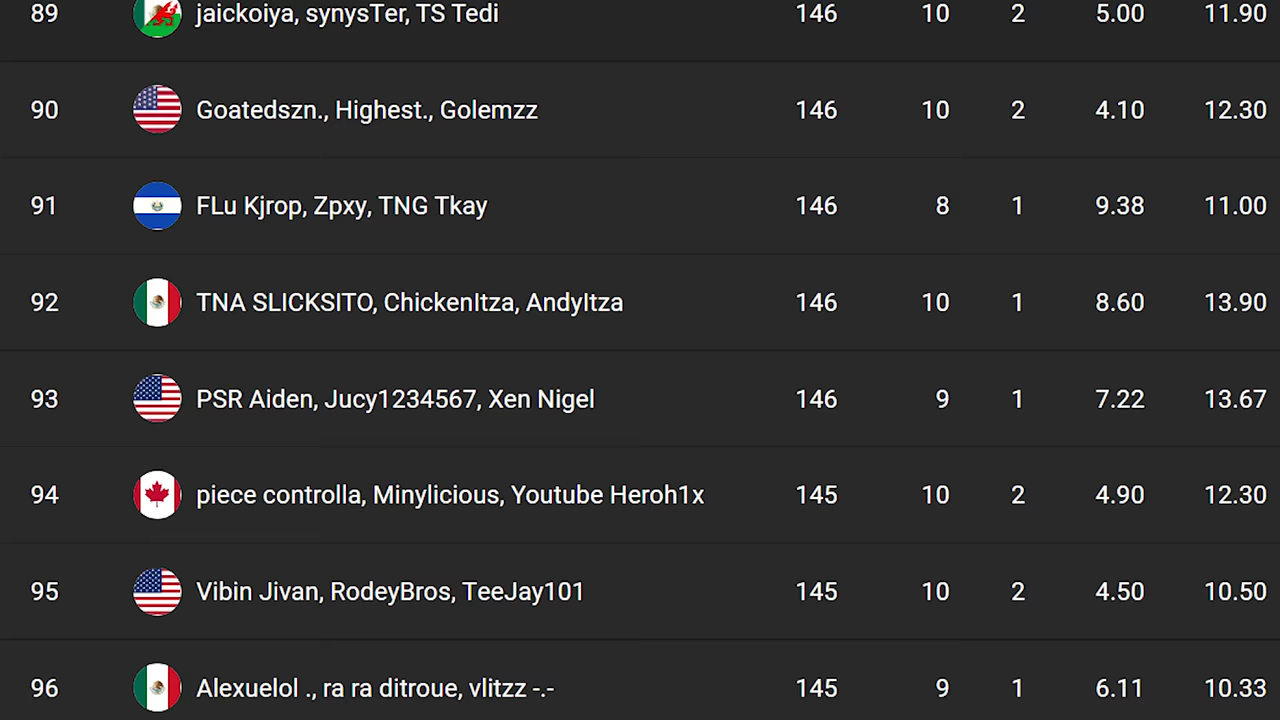 89 jaickoiya, synysTer, TS Tedi 146 10 2 5.00 11.90
90 Goatedszn., Highest., Golemzz 146 10 2 4.10 12.30
91 FLu Kjrop, Zpxy, TNG Tkay 146 8 1 9.38 11.00
92 TNA SLICKSITO, ChickenItza, AndyItza 146 10 1 8.60 13.90
93 PSR Aiden, Jucy1234567, Xen Nigel 146 9 1 7.22 13.67
94 piece controlla, Minylicious, Youtube Heroh1x 145 10 2 4.90 12.30
95 Vibin Jivan, RodeyBros, TeeJay101 145 10 2 4.50 10.50
96 Alexuelol ., ra ra ditroue, vlitzz -.- 145 9 1 6.11 10.33